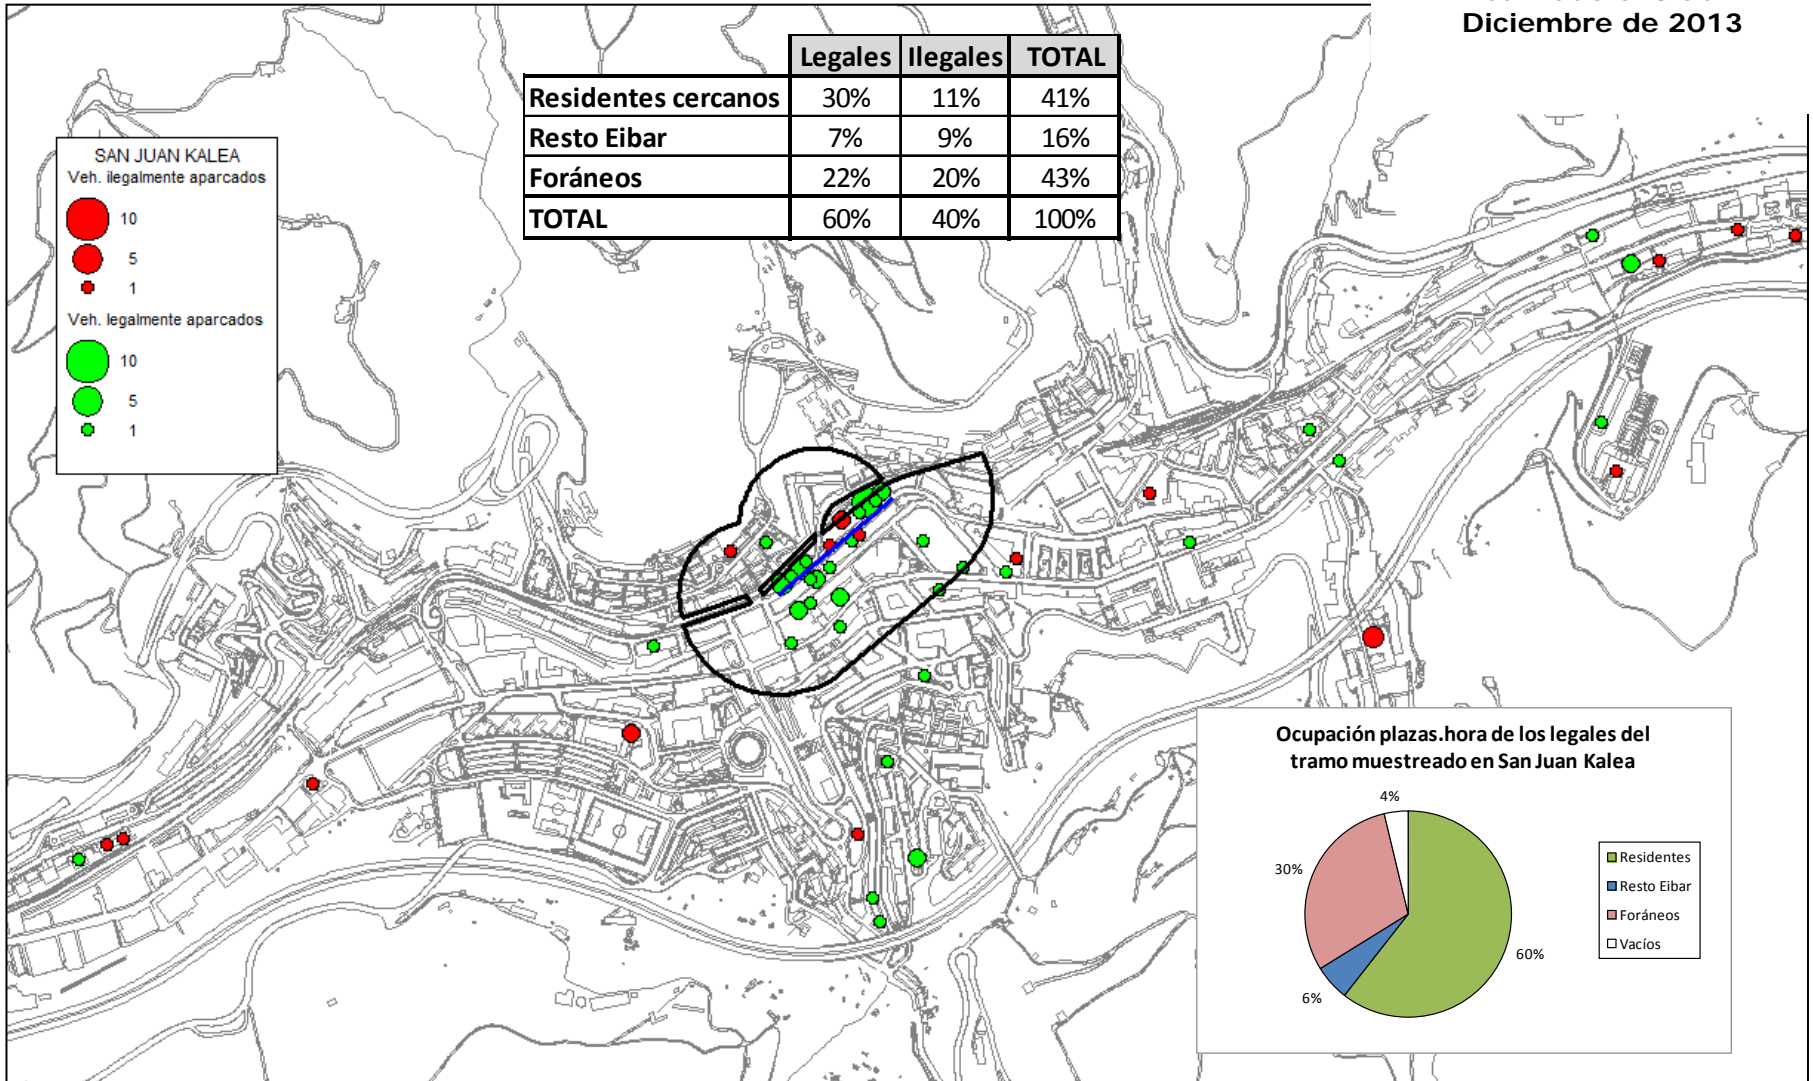 Diciembre de 2013
Legales Ilegales TOTAL
Residentes cercanos 30% 11% 41%
Resto Eibar 7% 9% 16%
Foráneos 22% 20% 43%
TOTAL 60% 40% 100%
SAN JUAN KALEA
Veh. ilegalmente aparcados
10
5
1
Veh. legalmente aparcados
10
5
1
Ocupación plazas.hora de los legales del
tramo muestreado en San Juan Kalea
4%
30%
60%
6%
Residentes
Resto Eibar
Foráneos
Vacíos